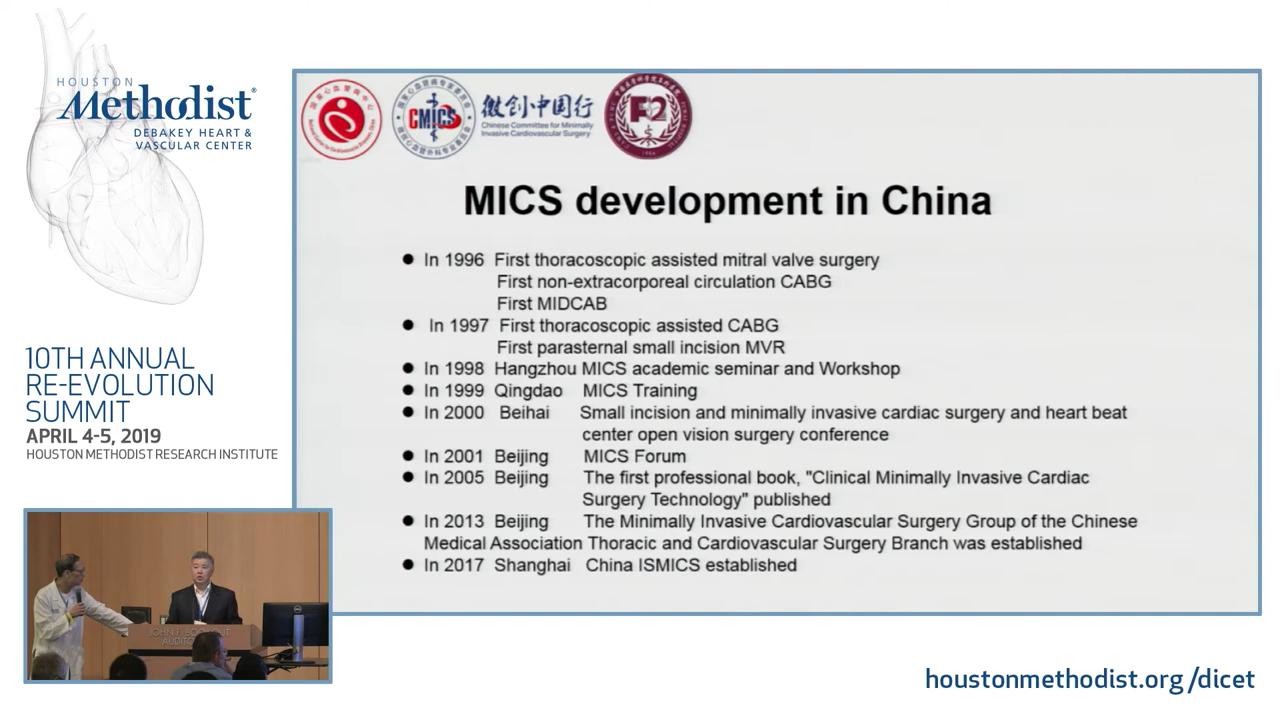 HOUSTON
Methodist®
DEBAKEY HEART &
VASCULAR CENTER
10TH ANNUAL
RE-EVOLUTION
SUMMIT
APRIL 4-5, 2019
HOUSTON METHODIST RESEARCH INSTITUTE
CMICS
微创中国行
Chinese Committee for Minimally
Invasive Cardiovascular Surgery
MICS development in China
● In 1996 First thoracoscopic assisted mitral valve surgery
First non-extracorporeal circulation CABG
First MIDCAB
● In 1997 First thoracoscopic assisted CABG
First parasternal small incision MVR
● In 1998 Hangzhou MICS academic seminar and Workshop
● In 1999 Qingdao MICS Training
● In 2000 Beihai Small incision and minimally invasive cardiac surgery and heart beat
center open vision surgery conference
● In 2001 Beijing MICS Forum
● In 2005 Beijing The first professional book, "Clinical Minimally Invasive Cardiac
Surgery Technology" published
● In 2013 Beijing The Minimally Invasive Cardiovascular Surgery Group of the Chinese
Medical Association Thoracic and Cardiovascular Surgery Branch was established
● In 2017 Shanghai China ISMICS established
houstonmethodist.org/dicet